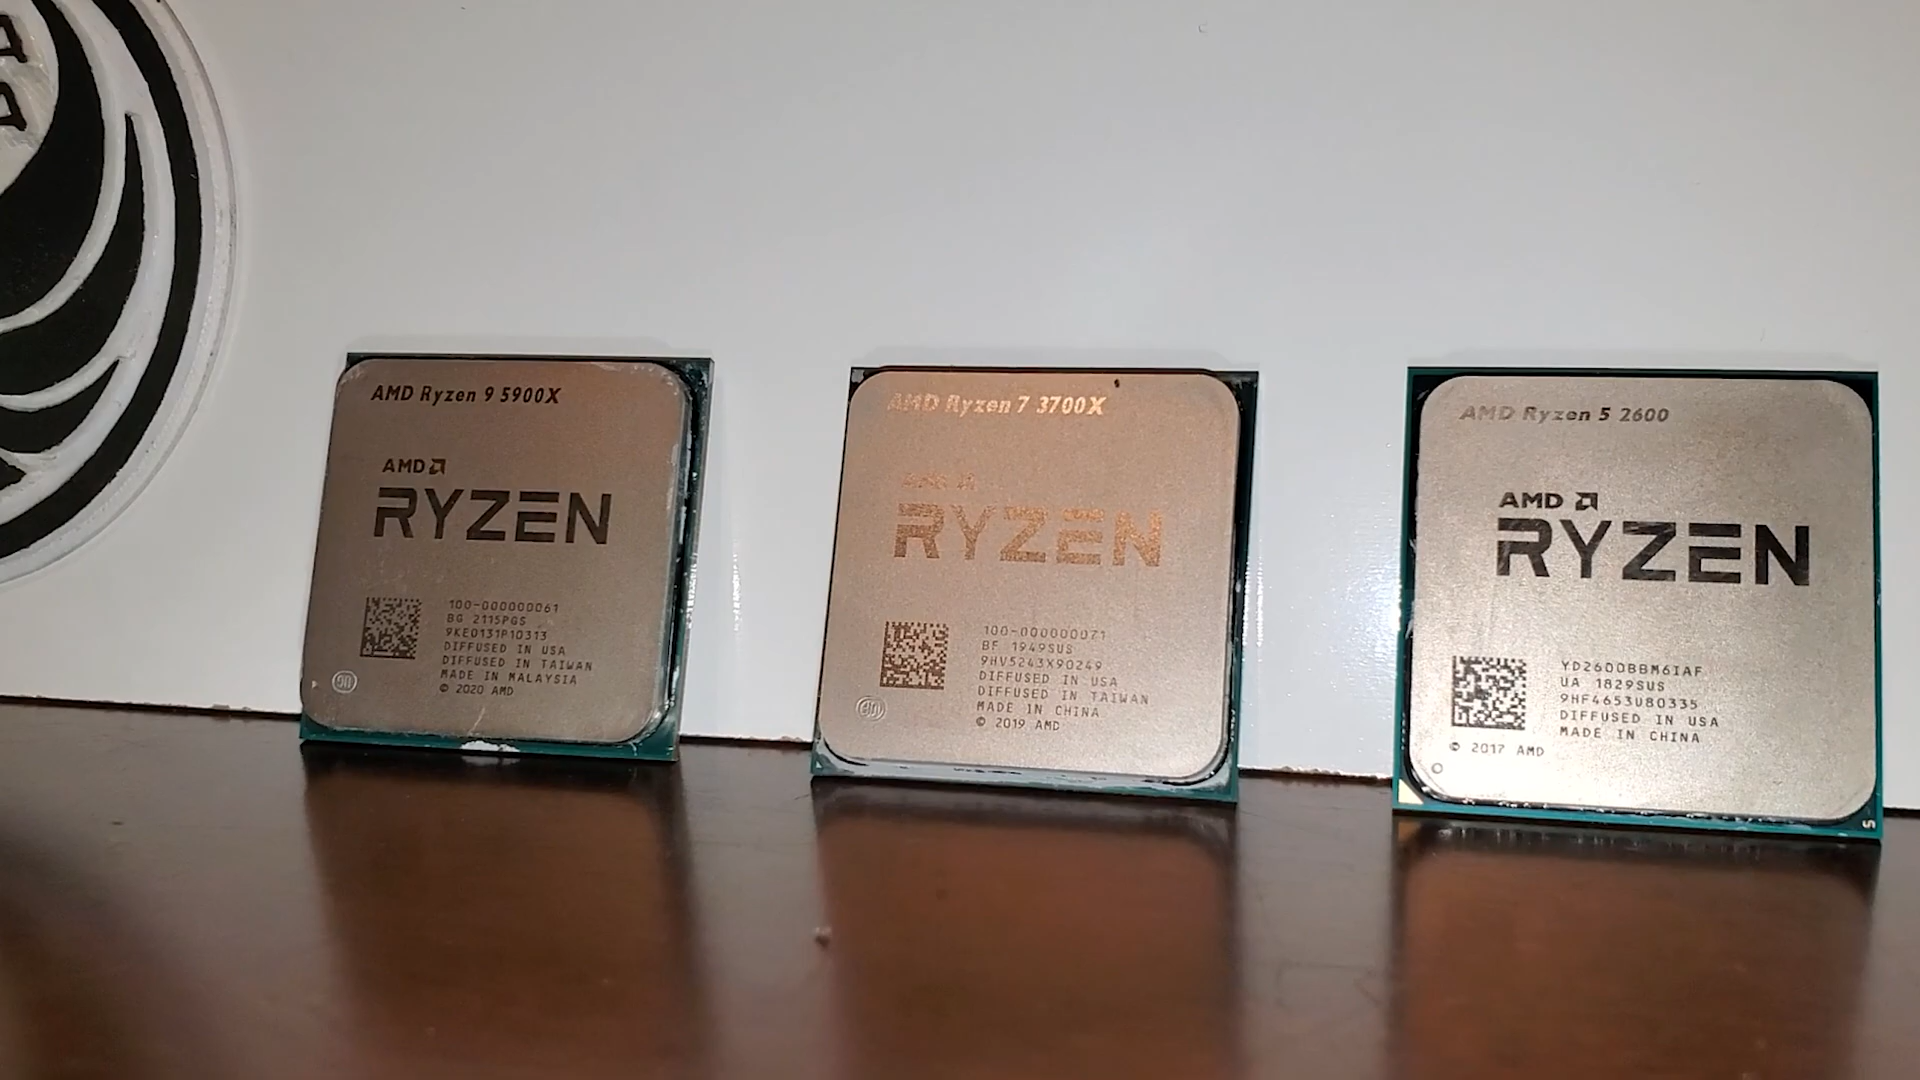 AMD Ryzen 9 5900X
AMD
RYZEN
100-000000061
BG 2115PGS
9KE0131P10313
DIFFUSED IN USA
DIFFUSED IN TAIWAN
MADE IN MALAYSIA
© 2020 AMD
AMD Ryzen 7 3700X
AMD
RYZEN
100-000000071
BF 1949SUS
9HV5243X90249
DIFFUSED IN USA
DIFFUSED IN TAIWAN
MADE IN CHINA
© 2019 AMD
AMD Ryzen 5 2600
AMD
RYZEN
YD2600BBM6IAF
UA 1829SUS
9HF4653U80335
DIFFUSED IN USA
MADE IN CHINA
© 2017 AMD
5